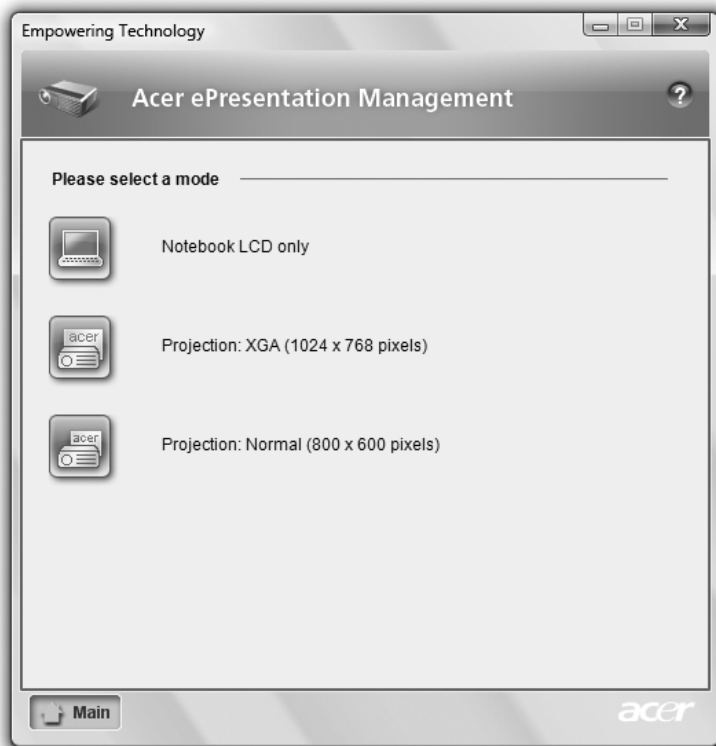 Empowering Technology
Acer ePresentation Management
?
Please select a mode
Notebook LCD only
acer
Projection: XGA (1024 x 768 pixels)
acer
Projection: Normal (800 x 600 pixels)
Main
acer